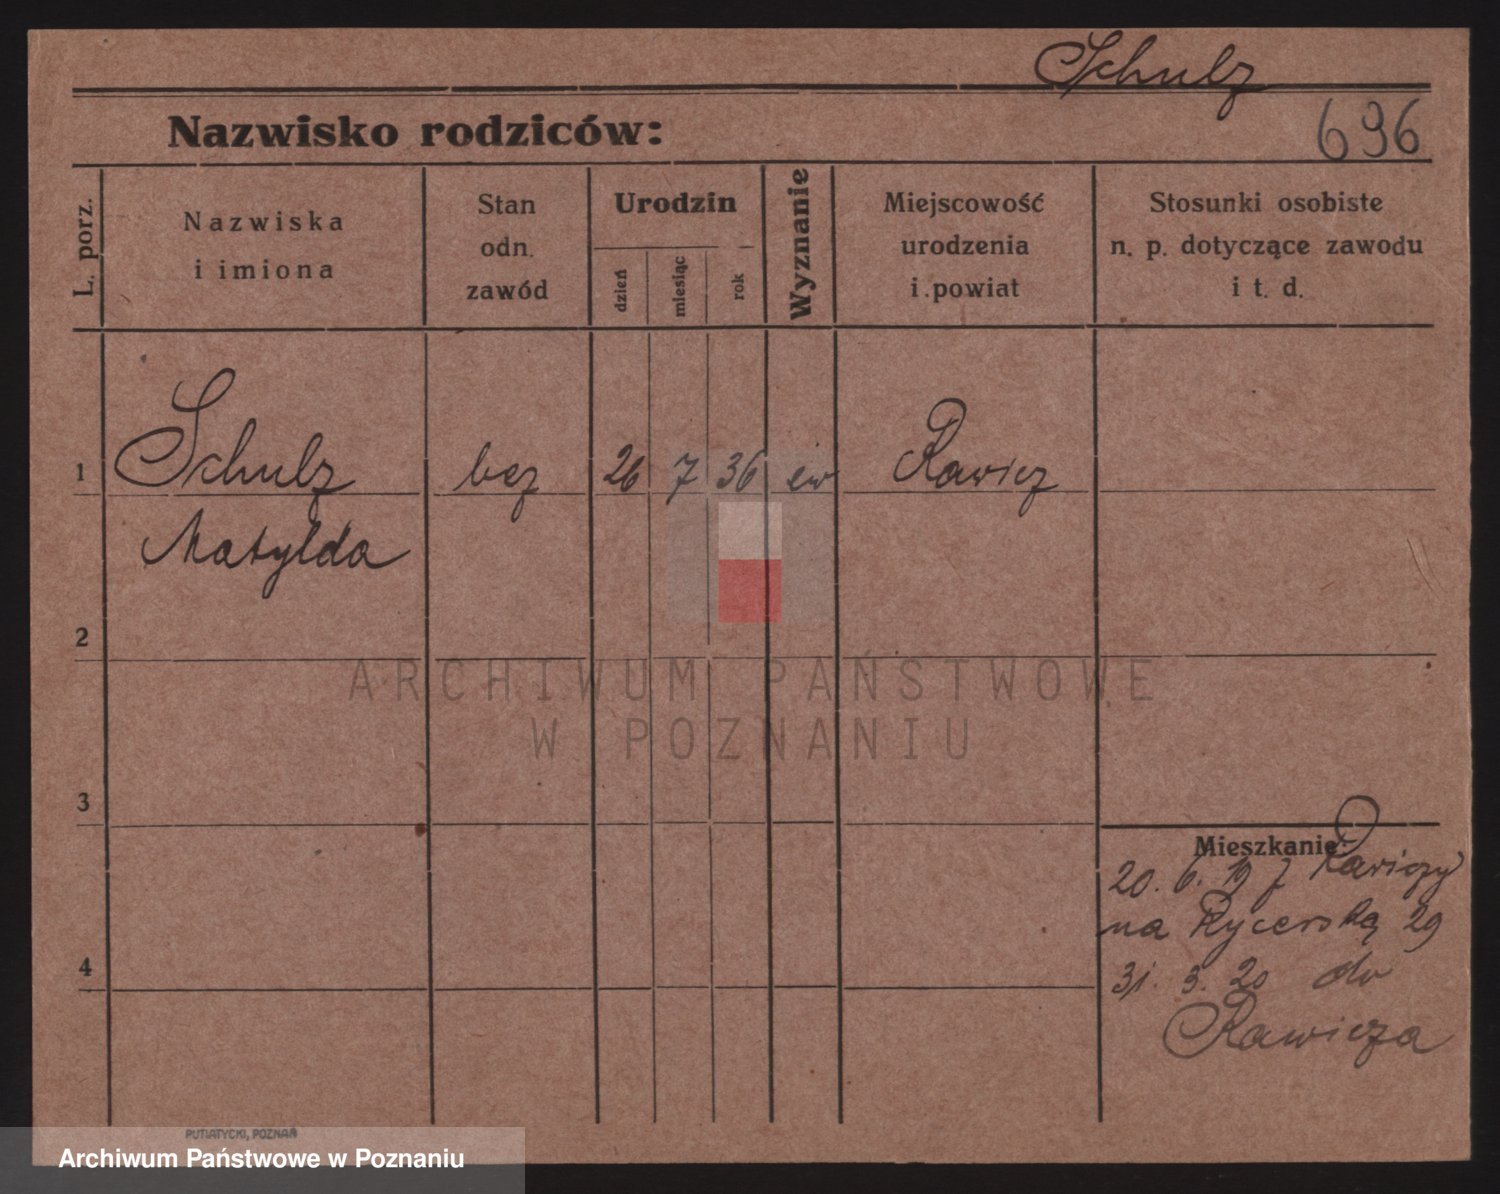 Schulz
Nazwisko rodziców:
696
L. porz.
Nazwiska
i imiona
Stan
odn.
zawód
Urodzin
dzień
miesiąc
rok
Wyznanie
Miejscowość
urodzenia
i powiat
Stosunki osobiste
n. p. dotyczące zawodu
i t. d.
1
Schulz bez 26 7 36 ew Rawicz
Matylda
2
ARCHIWUM PAŃSTWOWE
W POZNANIU
3
Mieszkanie:
20. 6. 19 z
na Rycerską 29
4
31. 3. 20 do
Rawicza
PUTIATYCKI, POZNAŃ
Archiwum Państwowe w Poznaniu